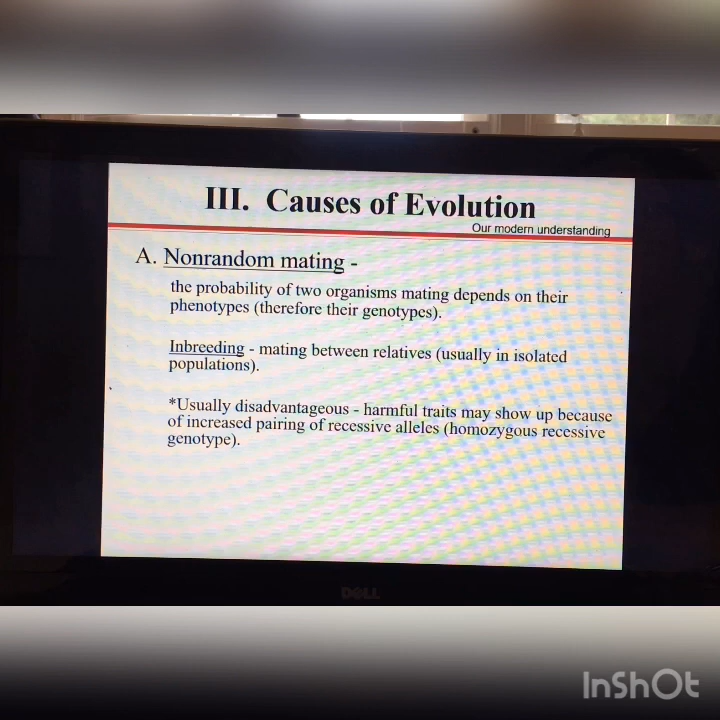 III. Causes of Evolution
Our modern understanding
A. Nonrandom mating -
the probability of two organisms mating depends on their
phenotypes (therefore their genotypes).
Inbreeding - mating between relatives (usually in isolated
populations).
*Usually disadvantageous - harmful traits may show up because
of increased pairing of recessive alleles (homozygous recessive
genotype).
DELL
InShOt